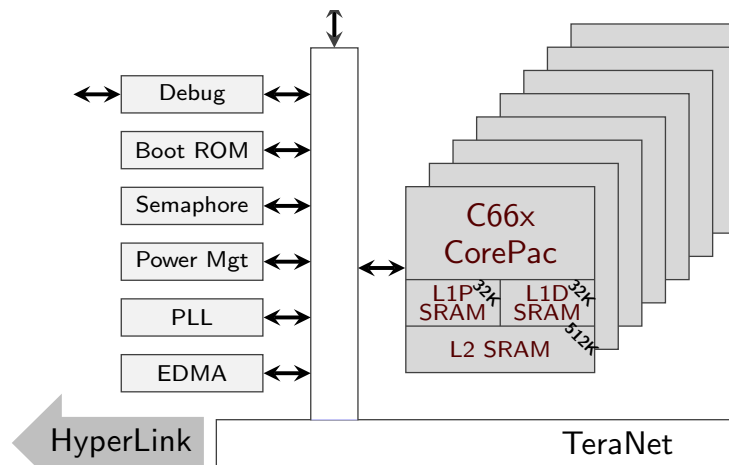 Debug
Boot ROM
Semaphore
Power Mgt
PLL
EDMA
C66x
CorePac
L1P 32K
SRAM
L1D 32K
SRAM
512K
L2 SRAM
HyperLink
TeraNet